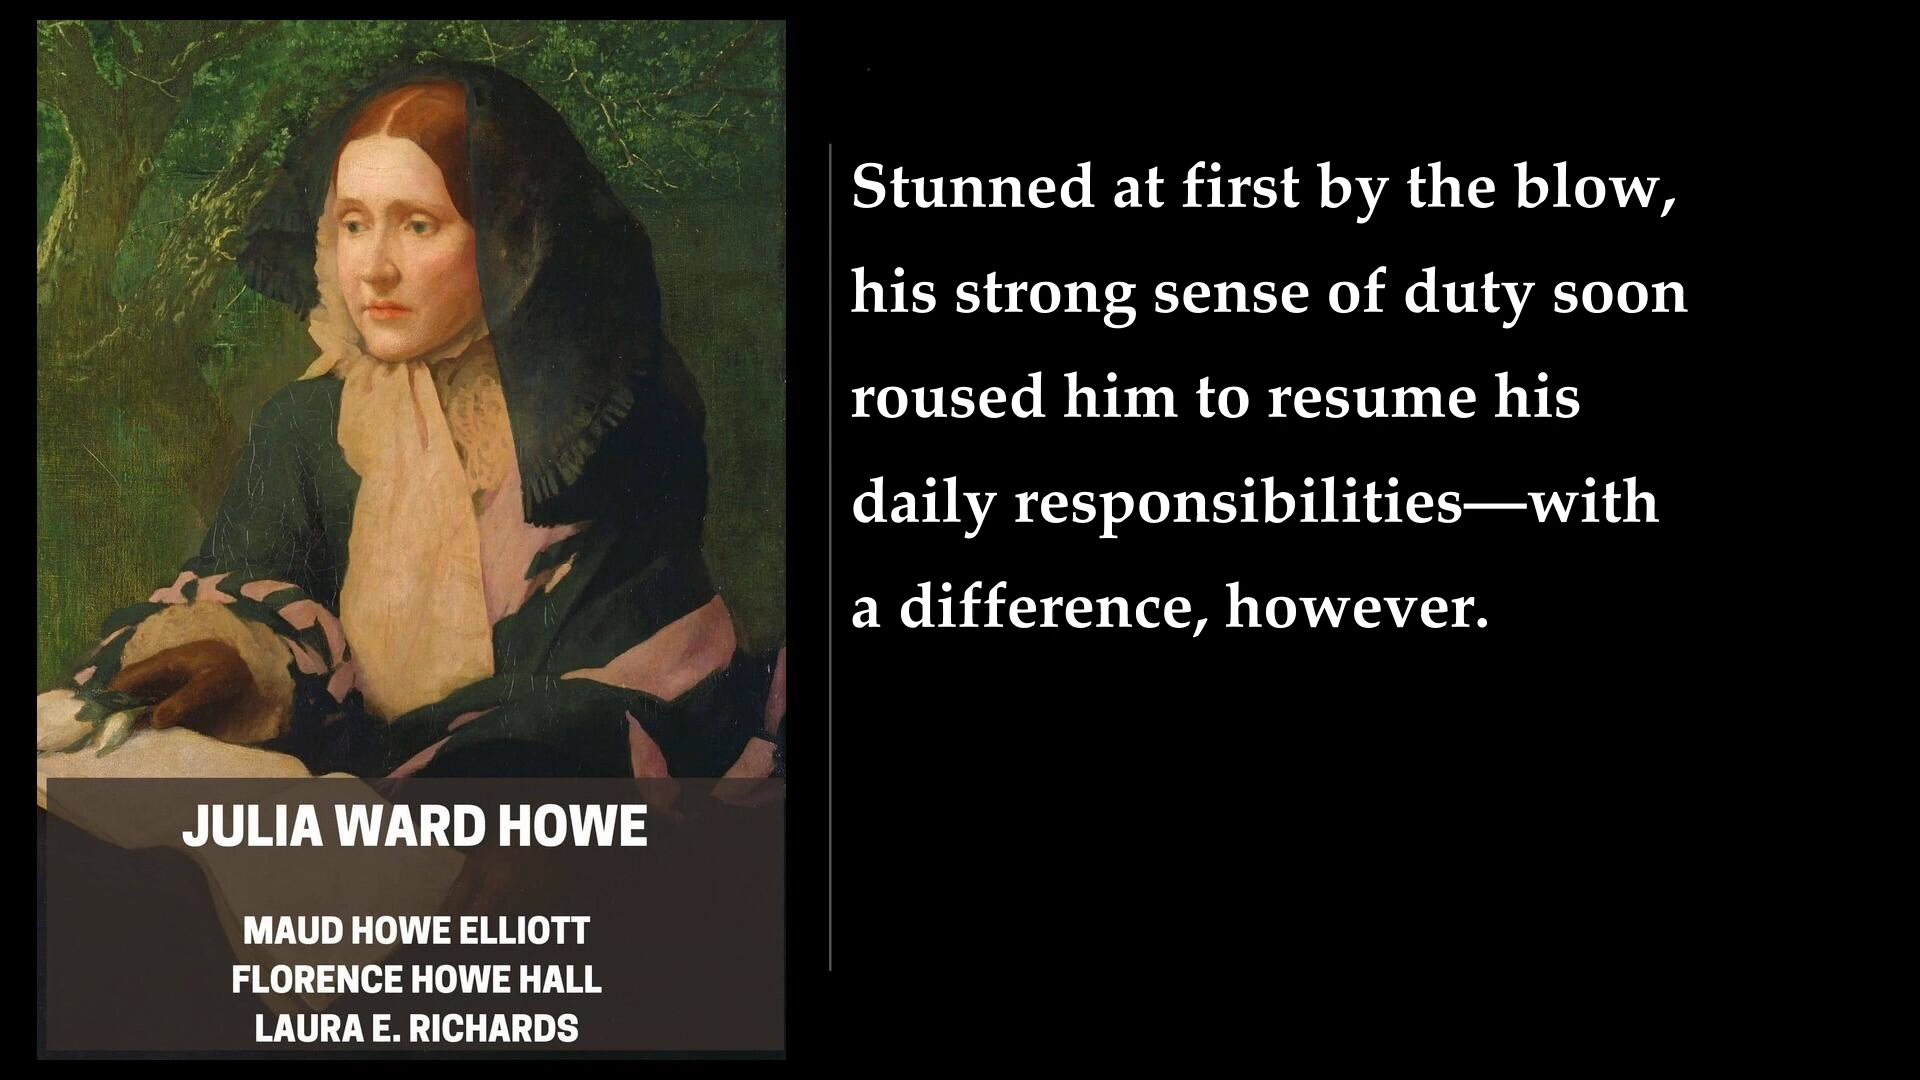 JULIA WARD HOWE
MAUD HOWE ELLIOTT
FLORENCE HOWE HALL
LAURA E. RICHARDS
Stunned at first by the blow,
his strong sense of duty soon
roused him to resume his
daily responsibilities—with
a difference, however.